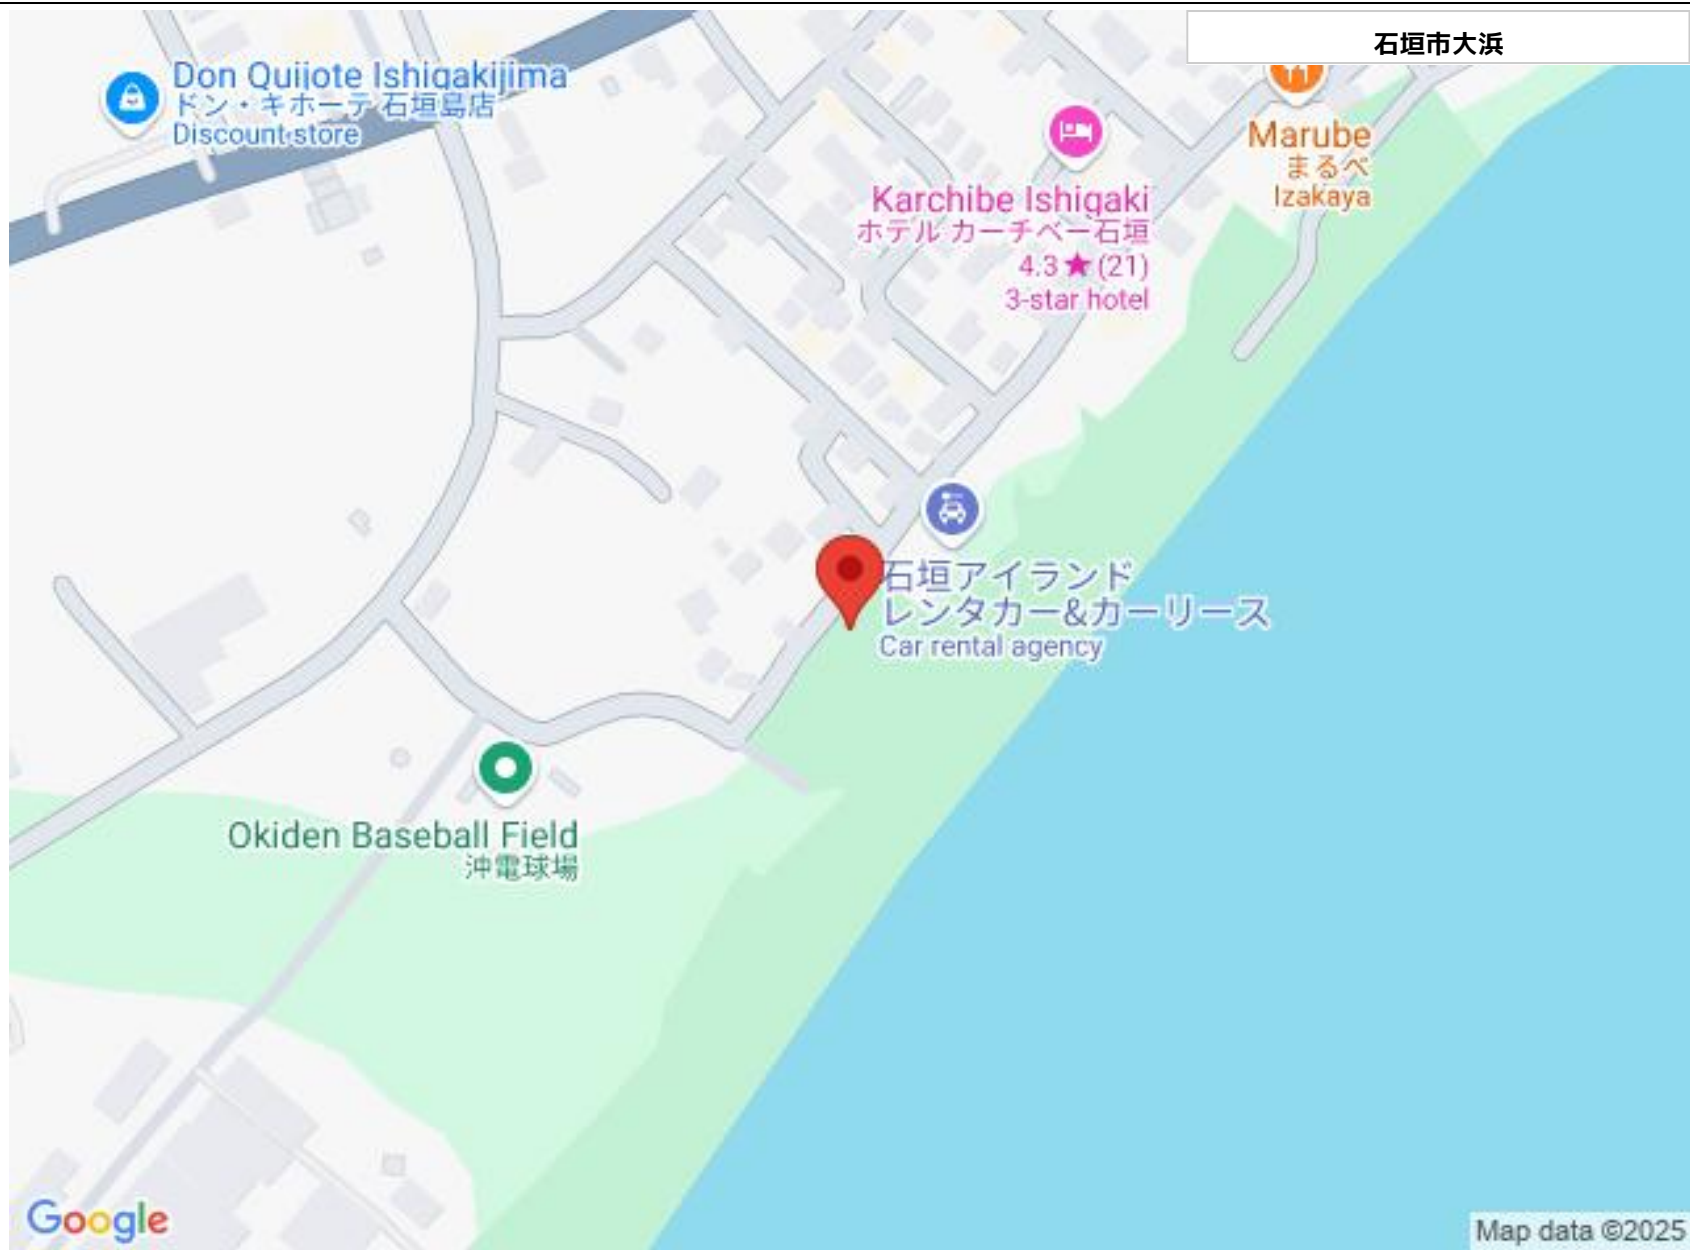 石垣市大浜
Don Quijote Ishigakijima
ドン・キホーテ 石垣島店
Discount store
Marube
まるべ
Izakaya
Karchibe Ishigaki
ホテル カーチベー石垣
4.3★(21)
3-star hotel
石垣アイランド
レンタカー&カーリース
Car rental agency
Okiden Baseball Field
沖電球場
Google
Map data ©2025